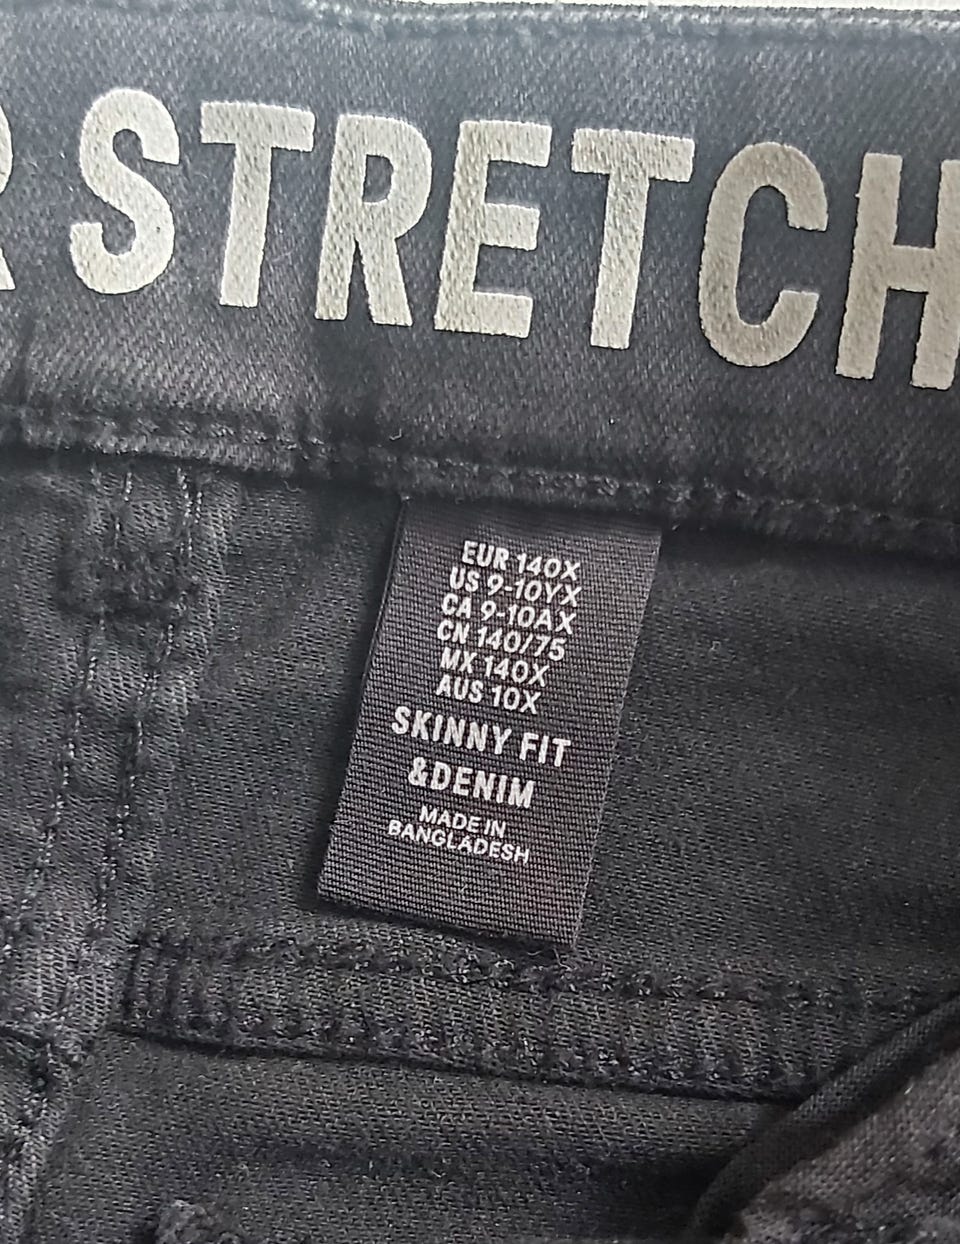 R STRETCH
EUR 140X
US 9-10YX
CA 9-10AX
CN 140/75
MX 140X
AUS 10X
SKINNY FIT
&DENIM
MADE IN
BANGLADESH